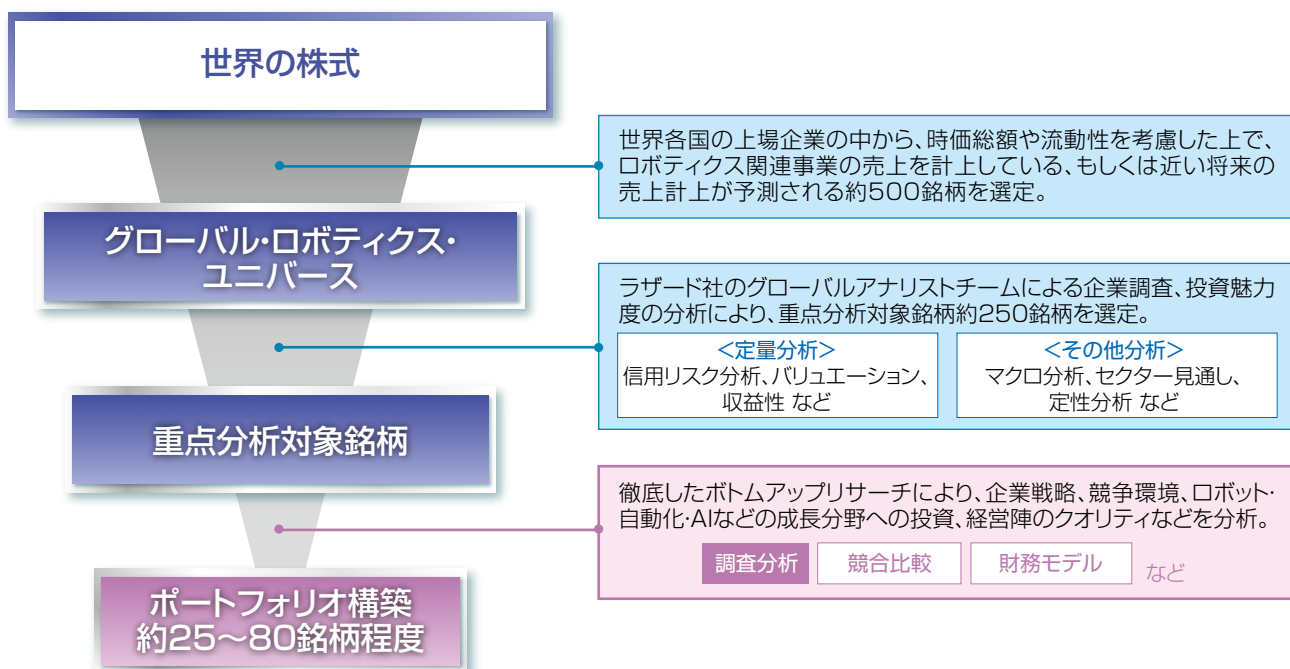 世界の株式
世界各国の上場企業の中から、時価総額や流動性を考慮した上で、
ロボティクス関連事業の売上を計上している、もしくは近い将来の
売上計上が予測される約500銘柄を選定。
グローバル・ロボティクス・
ユニバース
ラザード社のグローバルアナリストチームによる企業調査、投資魅力
度の分析により、重点分析対象銘柄約250銘柄を選定。
<定量分析>
信用リスク分析、バリュエーション、
収益性 など
<その他分析>
マクロ分析、セクター見通し、
定性分析 など
重点分析対象銘柄
徹底したボトムアップリサーチにより、企業戦略、競争環境、ロボット・
自動化・AIなどの成長分野への投資、経営陣のクオリティなどを分析。
調査分析
競合比較
財務モデル
など
ポートフォリオ構築
約25～80銘柄程度